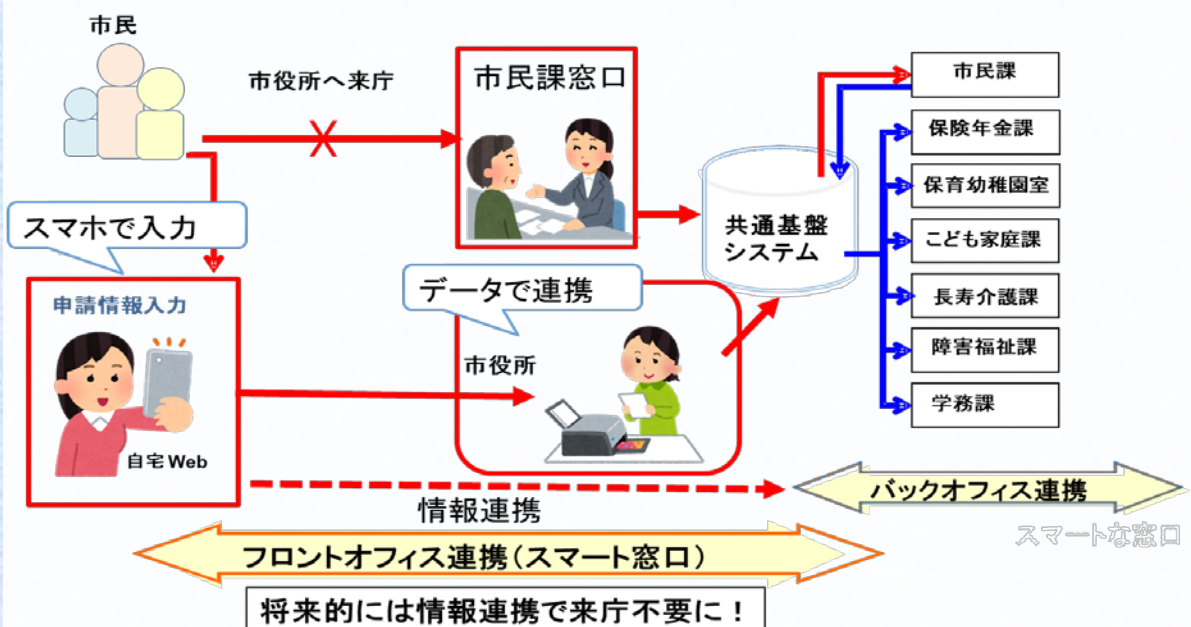 市民
市役所へ来庁
市民課窓口
スマホで入力
申請情報入力
自宅Web
データで連携
市役所
共通基盤
システム
市民課
保険年金課
保育幼稚園室
こども家庭課
長寿介護課
障害福祉課
学務課
情報連携
バックオフィス連携
スマートな窓口
フロントオフィス連携(スマート窓口)
将来的には情報連携で来庁不要に!